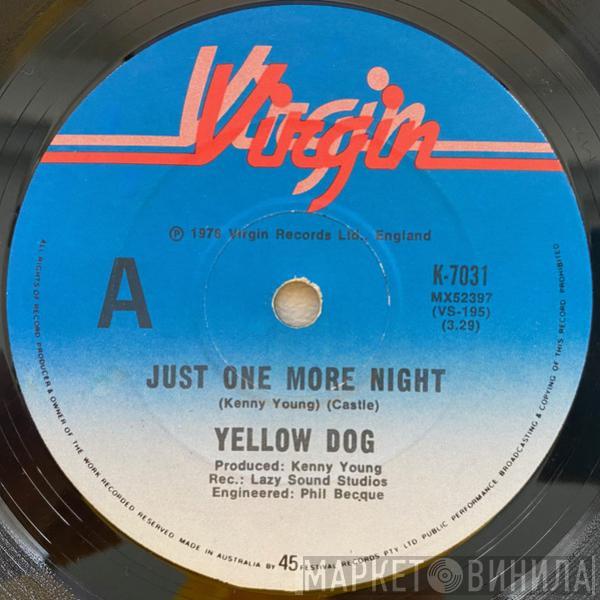 Virgin
Ⓟ 1976 Virgin Records Ltd., England
A
K-7031
MX52397
(VS-195)
(3.29)
JUST ONE MORE NIGHT
(Kenny Young) (Castle)
YELLOW DOG
Produced: Kenny Young
Rec.: Lazy Sound Studios
Engineered: Phil Becque
ALL RIGHTS OF RECORD PRODUCER & OWNER OF THE WORK RECORDED RESERVED MADE IN AUSTRALIA BY 45 FESTIVAL RECORDS PTY LTD PUBLIC PERFORMANCE BROADCASTING & COPYING OF THIS RECORD PROHIBITED
МАРКЕТ ВИНИЛА